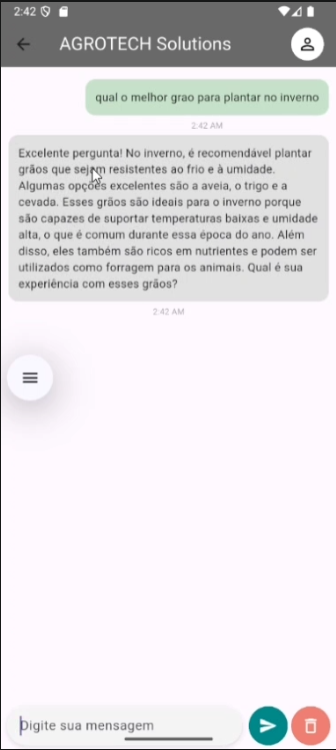 2:42
AGROTECH Solutions
qual o melhor grao para plantar no inverno
2:42 AM
Excelente pergunta! No inverno, é recomendável plantar
grãos que sejam resistentes ao frio e à umidade.
Algumas opções excelentes são a aveia, o trigo e a
cevada. Esses grãos são ideais para o inverno porque
são capazes de suportar temperaturas baixas e umidade
alta, o que é comum durante essa época do ano. Além
disso, eles também são ricos em nutrientes e podem ser
utilizados como forragem para os animais. Qual é sua
experiência com esses grãos?
2:42 AM
Digite sua mensagem